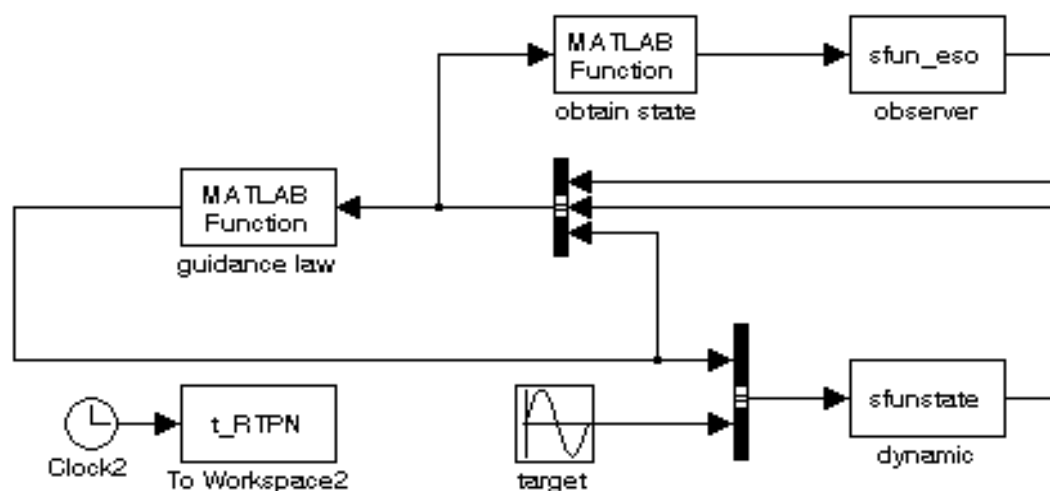 MATLAB
Function
obtain state
sfun_eso
observer
MATLAB
Function
guidance law
Clock2
t_RTPN
To Workspace2
target
sfunstate
dynamic